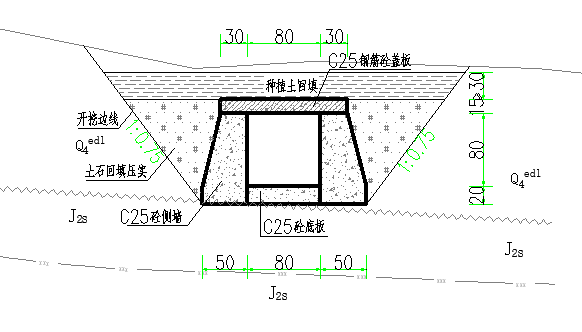 30 80 30
C25钢筋砼盖板
种植土回填
≥30
15
开挖边线
1:0.75
1:0.75
Q4edl
80
土石回填压实
Q4edl
20
J2s
C25砼侧墙
C25砼底板
J2s
50 80 50
J2s